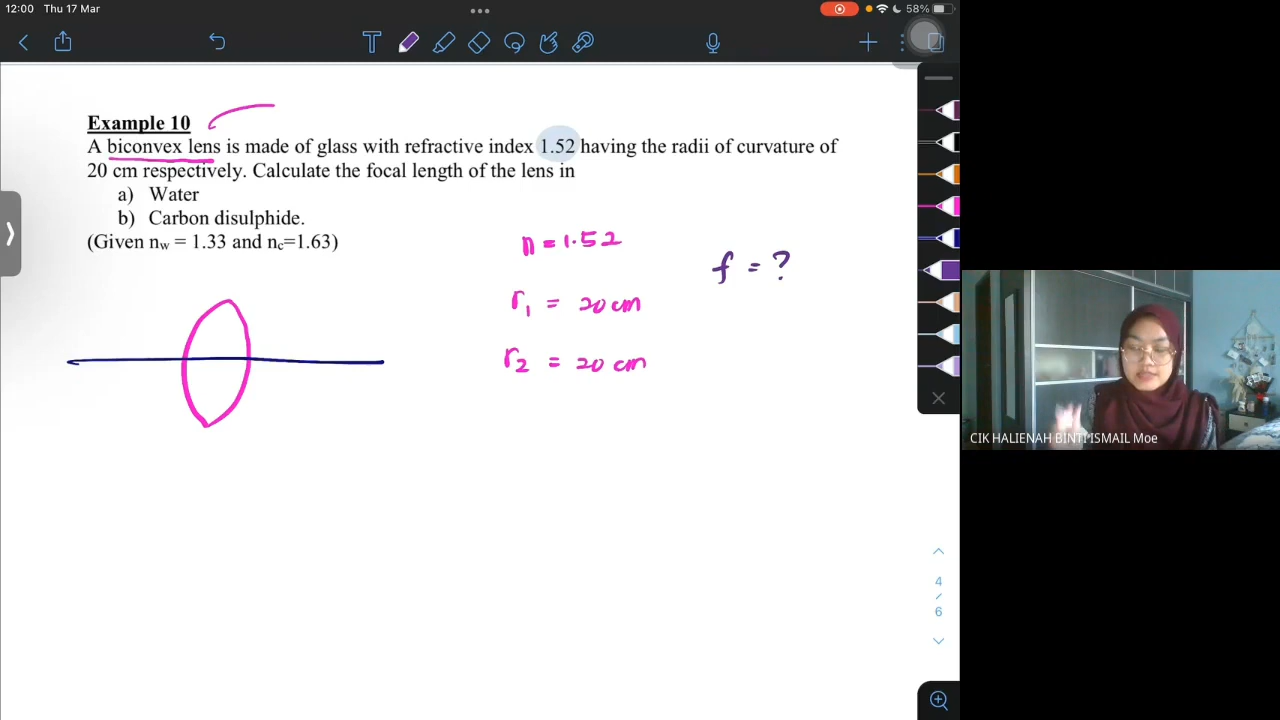 12:00 Thu 17 Mar
58%
Example 10
A biconvex lens is made of glass with refractive index 1.52 having the radii of curvature of
20 cm respectively. Calculate the focal length of the lens in
a) Water
b) Carbon disulphide.
(Given nw = 1.33 and nc=1.63)
n = 1.52
f = ?
r1 = 20 cm
r2 = 20 cm
CIK HALIENAH BINTI ISMAIL Moe
4
/
6